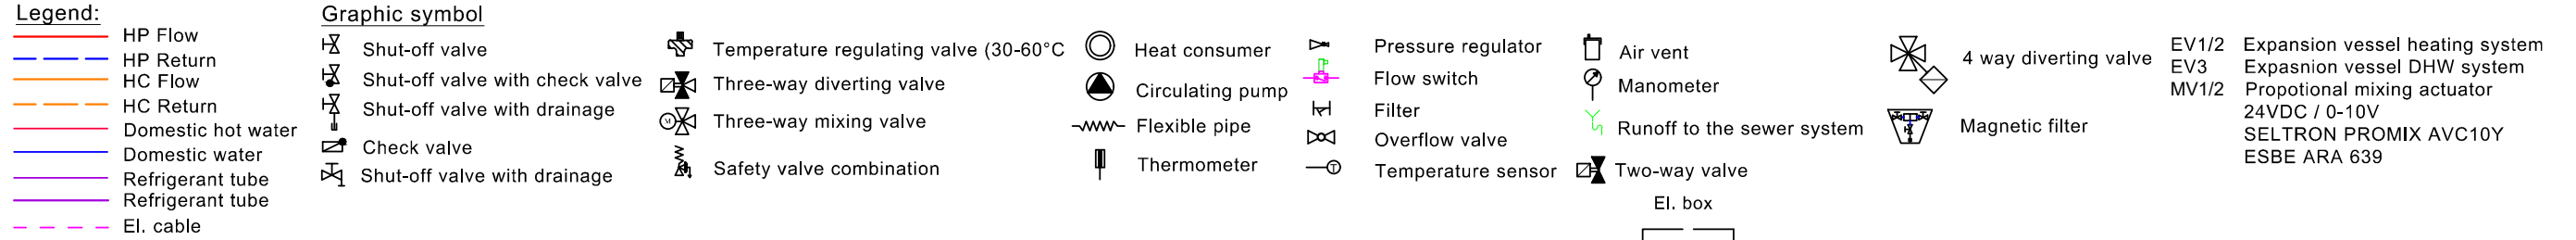 Legend:
HP Flow
HP Return
HC Flow
HC Return
Domestic hot water
Domestic water
Refrigerant tube
Refrigerant tube
El. cable
Graphic symbol
Shut-off valve
Shut-off valve with check valve
Shut-off valve with drainage
Check valve
Shut-off valve with drainage
Temperature regulating valve (30-60°C
Three-way diverting valve
M
Three-way mixing valve
Safety valve combination
Heat consumer
Circulating pump
Flexible pipe
Thermometer
Pressure regulator
Flow switch
Filter
Overflow valve
T
Temperature sensor
Air vent
Manometer
Runoff to the sewer system
Two-way valve
El. box
4 way diverting valve
Magnetic filter
EV1/2 Expansion vessel heating system
EV3 Expasnion vessel DHW system
MV1/2 Propotional mixing actuator
24VDC / 0-10V
SELTRON PROMIX AVC10Y
ESBE ARA 639